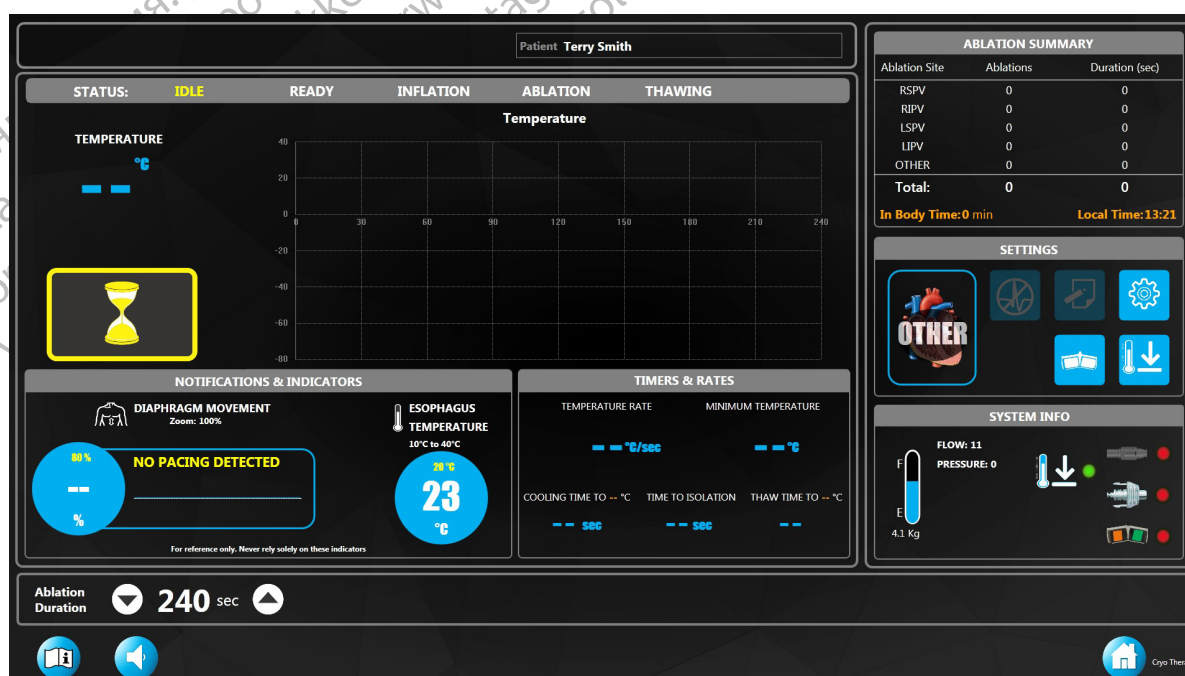 Patient Terry Smith
STATUS: IDLE READY INFLATION ABLATION THAWING
TEMPERATURE
°C
-- --
Temperature
40
20
0
0 30 60 90 120 150 180 210 240
-20
-40
-60
-80
NOTIFICATIONS & INDICATORS
DIAPHRAGM MOVEMENT
Zoom: 100%
80 %
--
%
NO PACING DETECTED
ESOPHAGUS
TEMPERATURE
10°C to 40°C
20 °C
23
°C
For reference only. Never rely solely on these indicators
TIMERS & RATES
TEMPERATURE RATE MINIMUM TEMPERATURE
-- -- °C/sec -- -- °C
COOLING TIME TO -- °C TIME TO ISOLATION THAW TIME TO -- °C
-- -- sec -- -- sec -- --
ABLATION SUMMARY
Ablation Site Ablations Duration (sec)
RSPV 0 0
RIPV 0 0
LSPV 0 0
LIPV 0 0
OTHER 0 0
Total: 0 0
In Body Time:0 min Local Time:13:21
SETTINGS
OTHER
SYSTEM INFO
FLOW: 11
F PRESSURE: 0
E
4.1 Kg
Ablation
Duration
240 sec
Cryo Ther